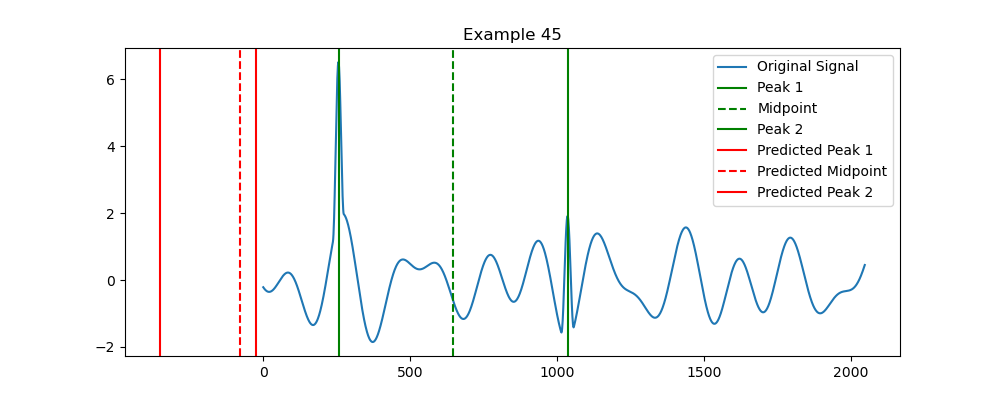 Example 45
Original Signal
Peak 1
Midpoint
Peak 2
Predicted Peak 1
Predicted Midpoint
Predicted Peak 2
6
4
2
0
−2
0 500 1000 1500 2000